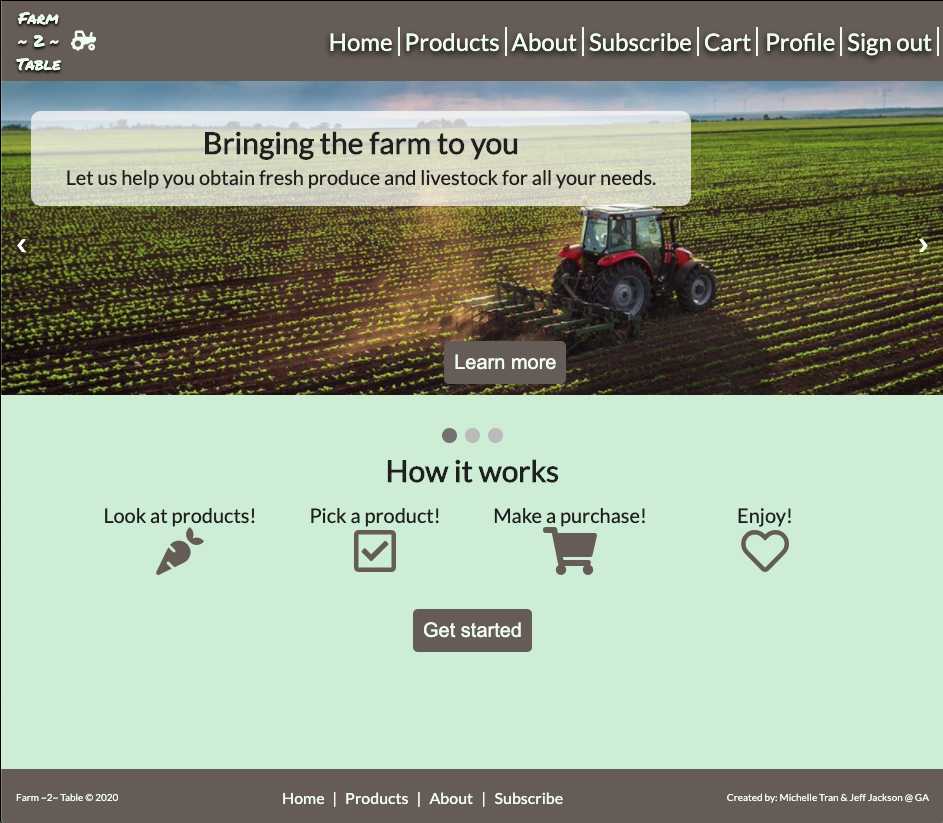 Farm
~ 2 ~
Table
Home | Products | About | Subscribe | Cart | Profile | Sign out |
Bringing the farm to you
Let us help you obtain fresh produce and livestock for all your needs.
‹ ›
Learn more
How it works
Look at products! Pick a product! Make a purchase! Enjoy!
Get started
Farm ~2~ Table © 2020 Home | Products | About | Subscribe Created by: Michelle Tran & Jeff Jackson @ GA